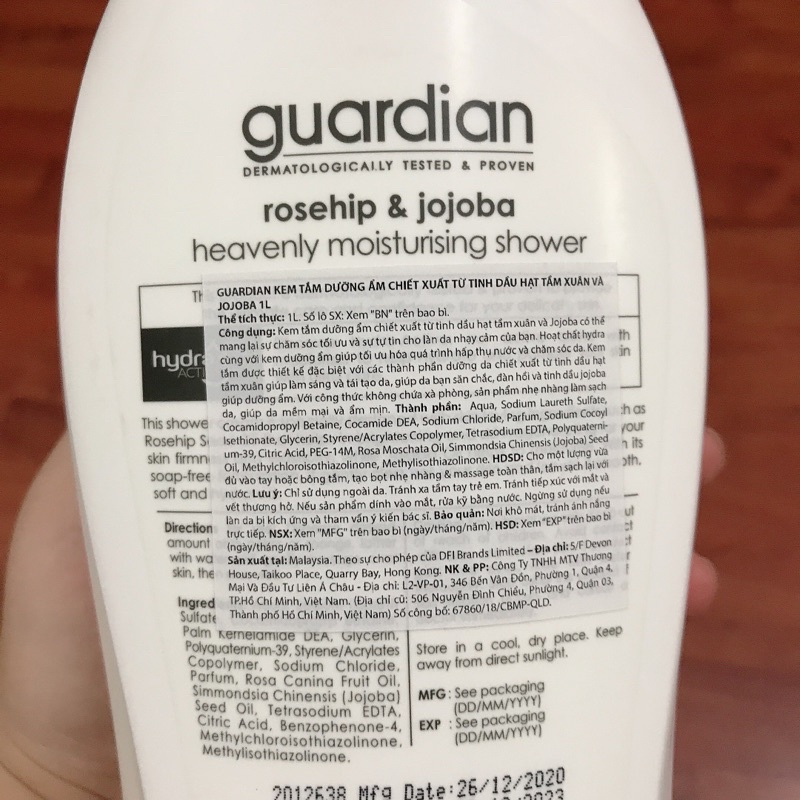 guardian
DERMATOLOGICALLY TESTED & PROVEN
rosehip & jojoba
heavenly moisturising shower
GUARDIAN KEM TẮM DƯỠNG ẨM CHIẾT XUẤT TỪ TINH DẦU HẠT TẦM XUÂN VÀ
JOJOBA 1L
Thể tích thực: 1L. Số lô SX: Xem "BN" trên bao bì.
Công dụng: Kem tắm dưỡng ẩm chiết xuất từ tinh dầu hạt tầm xuân và Jojoba có thể
mang lại sự chăm sóc tối ưu và sự tự tin cho làn da nhạy cảm của bạn. Hoạt chất hydra
cùng với kem dưỡng ẩm giúp tối ưu hóa quá trình hấp thụ nước và chăm sóc da. Kem
tắm được thiết kế đặc biệt với các thành phần dưỡng da chiết xuất từ tinh dầu hạt
tầm xuân giúp làm sáng và tái tạo da, giúp da bạn săn chắc, đàn hồi và tinh dầu jojoba
giúp dưỡng ẩm. Với công thức không chứa xà phòng, sản phẩm nhẹ nhàng làm sạch
da, giúp da mềm mại và ẩm mịn. Thành phần: Aqua, Sodium Laureth Sulfate,
Cocamidopropyl Betaine, Cocamide DEA, Sodium Chloride, Parfum, Sodium Cocoyl
Isethionate, Glycerin, Styrene/Acrylates Copolymer, Tetrasodium EDTA, Polyquaterni-
um-39, Citric Acid, PEG-14M, Rosa Moschata Oil, Simmondsia Chinensis (Jojoba) Seed
Oil, Methylchloroisothiazolinone, Methylisothiazolinone. HDSD: Cho một lượng vừa
đủ vào tay hoặc bông tắm, tạo bọt nhẹ nhàng & massage toàn thân, tắm sạch lại với
nước. Lưu ý: Chỉ sử dụng ngoài da. Tránh xa tầm tay trẻ em. Tránh tiếp xúc với mắt và
vết thương hở. Nếu sản phẩm dính vào mắt, rửa kỹ bằng nước. Ngừng sử dụng nếu
làn da bị kích ứng và tham vấn ý kiến bác sĩ. Bảo quản: Nơi khô mát, tránh ánh nắng
trực tiếp. NSX: Xem "MFG" trên bao bì (ngày/tháng/năm). HSD: Xem "EXP" trên bao bì
(ngày/tháng/năm).
Sản xuất tại: Malaysia. Theo sự cho phép của DFI Brands Limited – Địa chỉ: 5/F Devon
House, Taikoo Place, Quarry Bay, Hong Kong. NK & PP: Công Ty TNHH MTV Thương
Mại Và Đầu Tư Liên Á Châu - Địa chỉ: L2-VP-01, 346 Bến Vân Đồn, Phường 1, Quận 4,
TP.Hồ Chí Minh, Việt Nam. (Địa chỉ cũ: 506 Nguyễn Đình Chiểu, Phường 4, Quận 03,
Thành phố Hồ Chí Minh, Việt Nam) Số công bố: 67860/18/CBMP-QLD.
This showe
Rosehip S
skin firmn
soap-free
soft and
Direction
amount
with wa
skin, the
Ingred
Sulfate
Palm Kernelamide DEA, Glycerin,
Polyquaternium-39, Styrene/Acrylates
Copolymer, Sodium Chloride,
Parfum, Rosa Canina Fruit Oil,
Simmondsia Chinensis (Jojoba)
Seed Oil, Tetrasodium EDTA,
Citric Acid, Benzophenone-4,
Methylchloroisothiazolinone,
Methylisothiazolinone.
Store in a cool, dry place. Keep
away from direct sunlight.
MFG : See packaging
(DD/MM/YYYY)
EXP : See packaging
(DD/MM/YYYY)
2012638 Mfg Date:26/12/2020